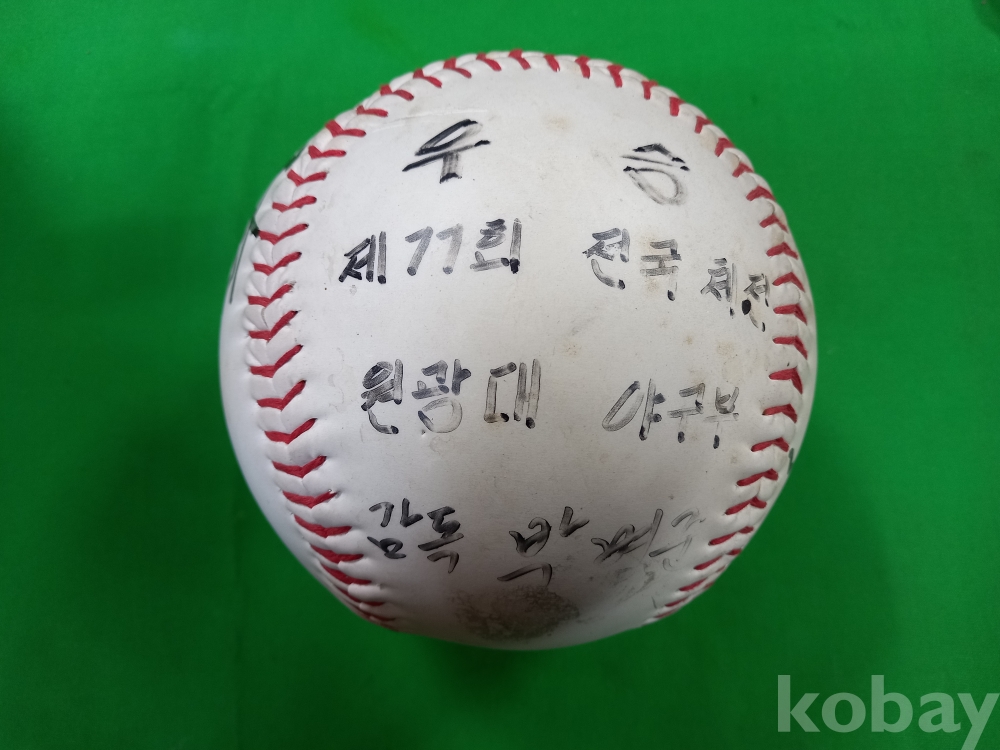 우 승
제77회 전국 체전
원광대 야구부
감독
kobay